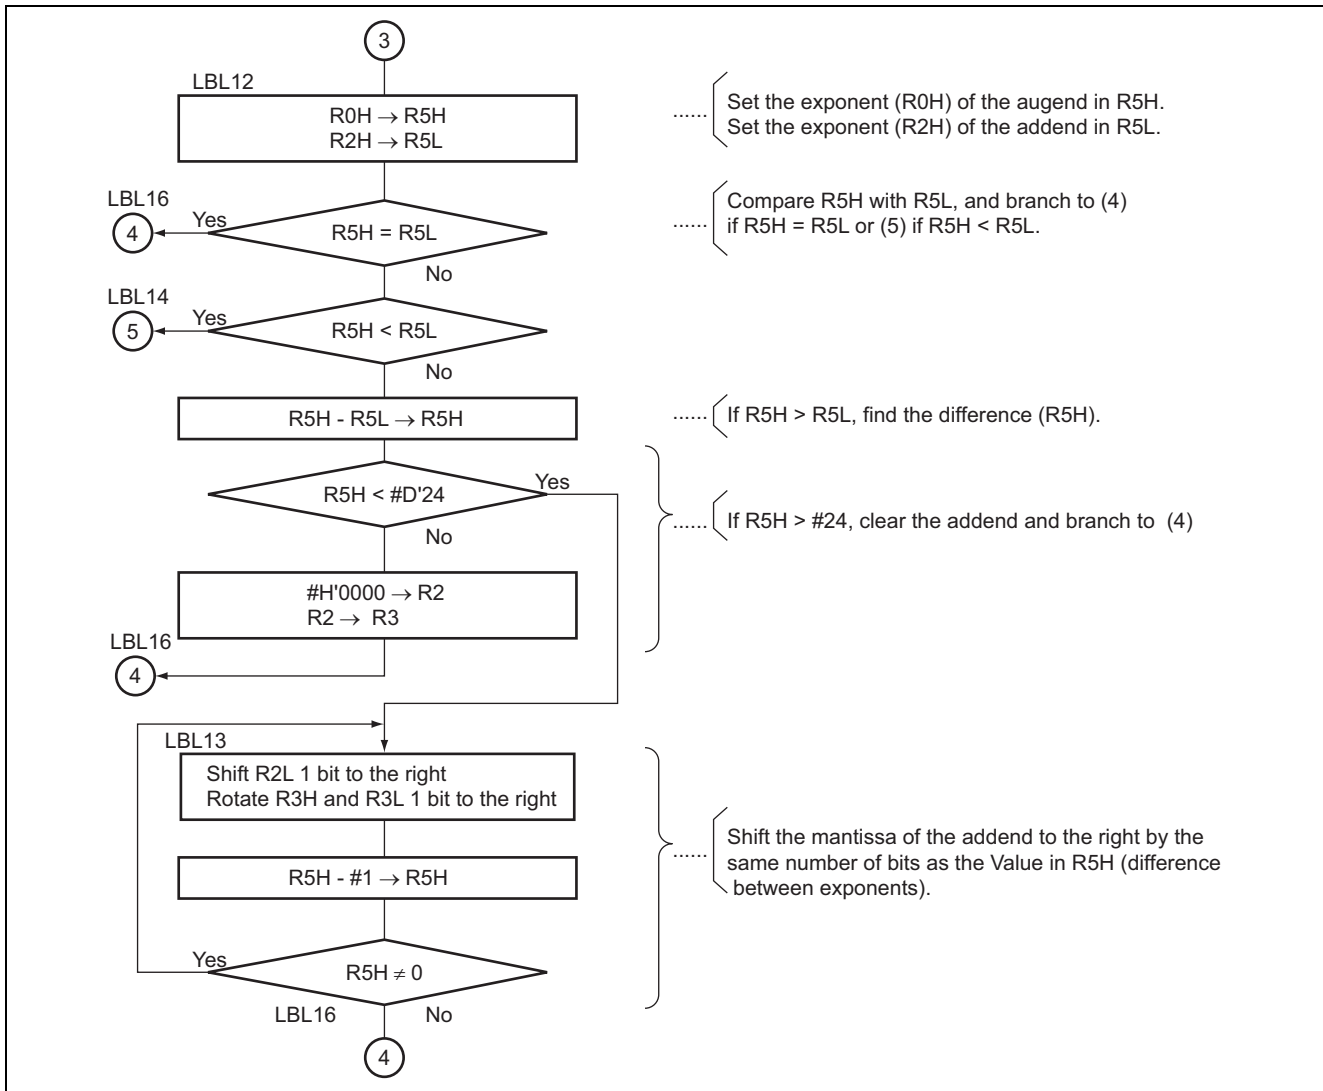 3
LBL12
R0H → R5H
R2H → R5L
...... Set the exponent (R0H) of the augend in R5H.
Set the exponent (R2H) of the addend in R5L.
LBL16
4
Yes
R5H = R5L
No
...... Compare R5H with R5L, and branch to (4)
if R5H = R5L or (5) if R5H < R5L.
LBL14
5
Yes
R5H < R5L
No
R5H - R5L → R5H
...... If R5H > R5L, find the difference (R5H).
R5H < #D'24
Yes
No
...... If R5H > #24, clear the addend and branch to (4)
#H'0000 → R2
R2 → R3
LBL16
4
LBL13
Shift R2L 1 bit to the right
Rotate R3H and R3L 1 bit to the right
R5H - #1 → R5H
...... Shift the mantissa of the addend to the right by the
same number of bits as the Value in R5H (difference
between exponents).
Yes
R5H ≠ 0
LBL16
No
4